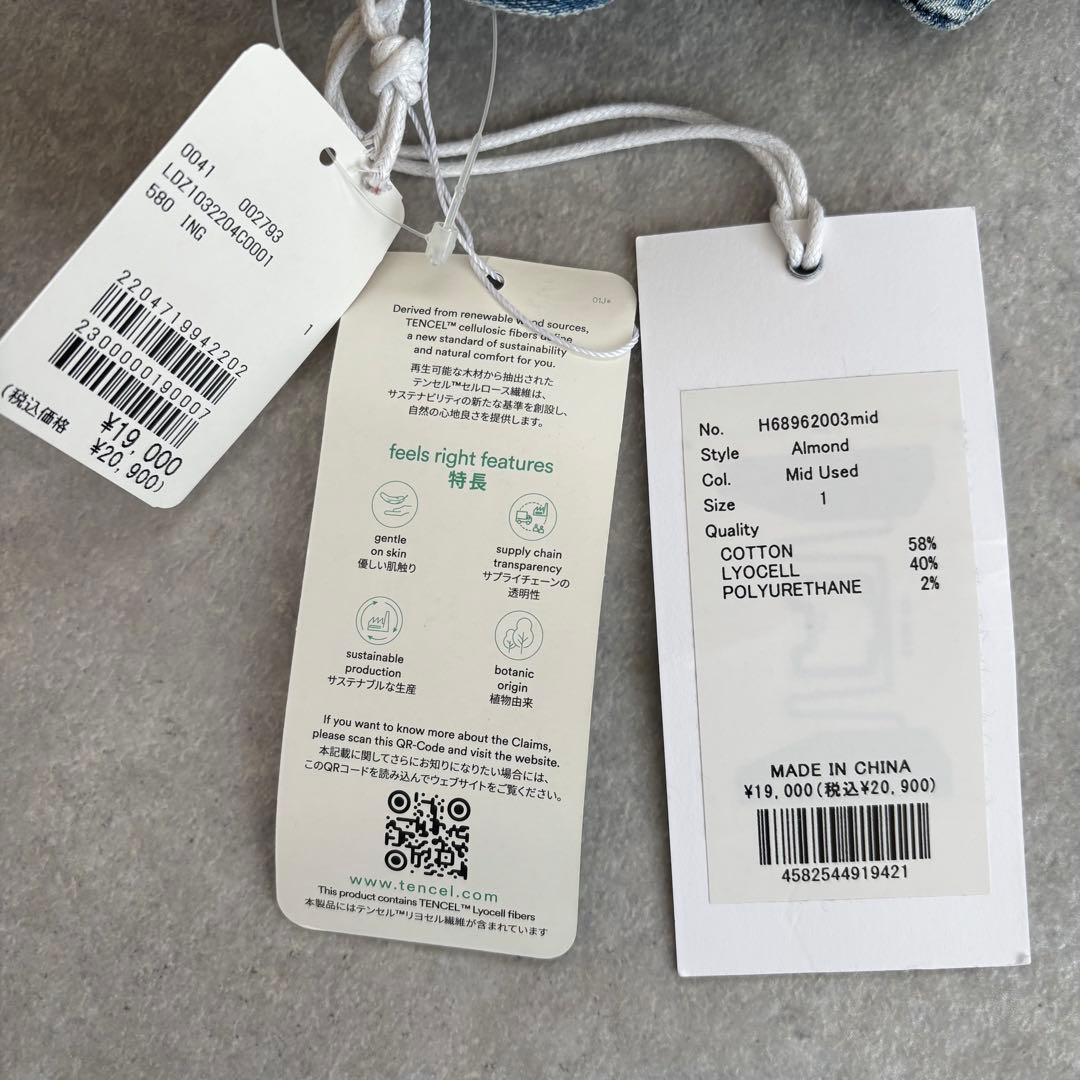 0041 002793
LDZ1032204C0001
580 ING
1
2204719942202
2300000190007
¥19,000
(税込価格 ¥20,900)
01J*
Derived from renewable wood sources,
TENCEL™ cellulosic fibers define
a new standard of sustainability
and natural comfort for you.
再生可能な木材から抽出された
テンセル™セルロース繊維は、
サステナビリティの新たな基準を創設し、
自然の心地良さを提供します。
feels right features
特長
gentle
on skin
優しい肌触り
supply chain
transparency
サプライチェーンの
透明性
sustainable
production
サステナブルな生産
botanic
origin
植物由来
If you want to know more about the Claims,
please scan this QR-Code and visit the website.
本記載に関してさらにお知りになりたい場合には、
このQRコードを読み込んでウェブサイトをご覧ください。
www.tencel.com
This product contains TENCEL™ Lyocell fibers
本製品にはテンセル™リヨセル繊維が含まれています
No. H68962003mid
Style Almond
Col. Mid Used
Size 1
Quality
COTTON 58%
LYOCELL 40%
POLYURETHANE 2%
MADE IN CHINA
¥19,000(税込¥20,900)
4582544919421